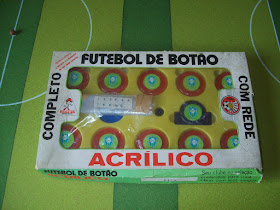 FUTEBOL DE BOTÃO
COMPLETO
COM REDE
ACRÍLICO
FUTEBOL DE BOTÃO